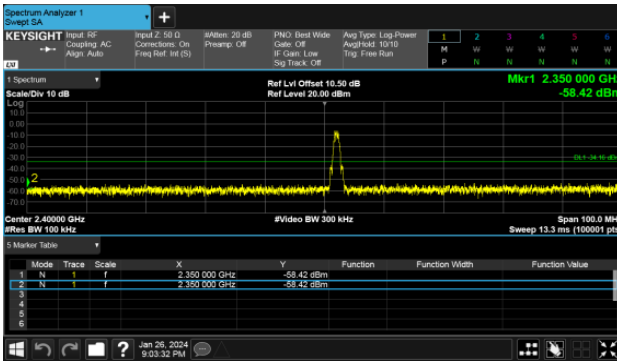 Spectrum Analyzer 1
Swept SA
+
KEYSIGHT Input: RF
Coupling: AC
Align: Auto
Input Z: 50 Ω
Corrections: On
Freq Ref: Int (S)
#Atten: 20 dB
Preamp: Off
PNO: Best Wide
Gate: Off
IF Gain: Low
Sig Track: Off
Avg Type: Log-Power
Avg|Hold: 10/10
Trig: Free Run
1 2 3 4 5 6
M W W W W W
P N N N N N
LXI
1 Spectrum
Scale/Div 10 dB
Ref Lvl Offset 10.50 dB
Ref Level 20.00 dBm
Mkr1 2.350 000 GHz
-58.42 dBm
Log
10.0
0.00
-10.0
-20.0
-30.0
DL1 -34.16 dBm
-40.0
-50.0
2
-60.0
-70.0
Center 2.40000 GHz
#Res BW 100 kHz
#Video BW 300 kHz
Span 100.0 MHz
Sweep 13.3 ms (100001 pts)
5 Marker Table
Mode Trace Scale X Y Function Function Width Function Value
1 N 1 f 2.350 000 GHz -58.42 dBm
2 N 1 f 2.350 000 GHz -58.42 dBm
3
4
5
6
?
Jan 26, 2024
9:03:32 PM